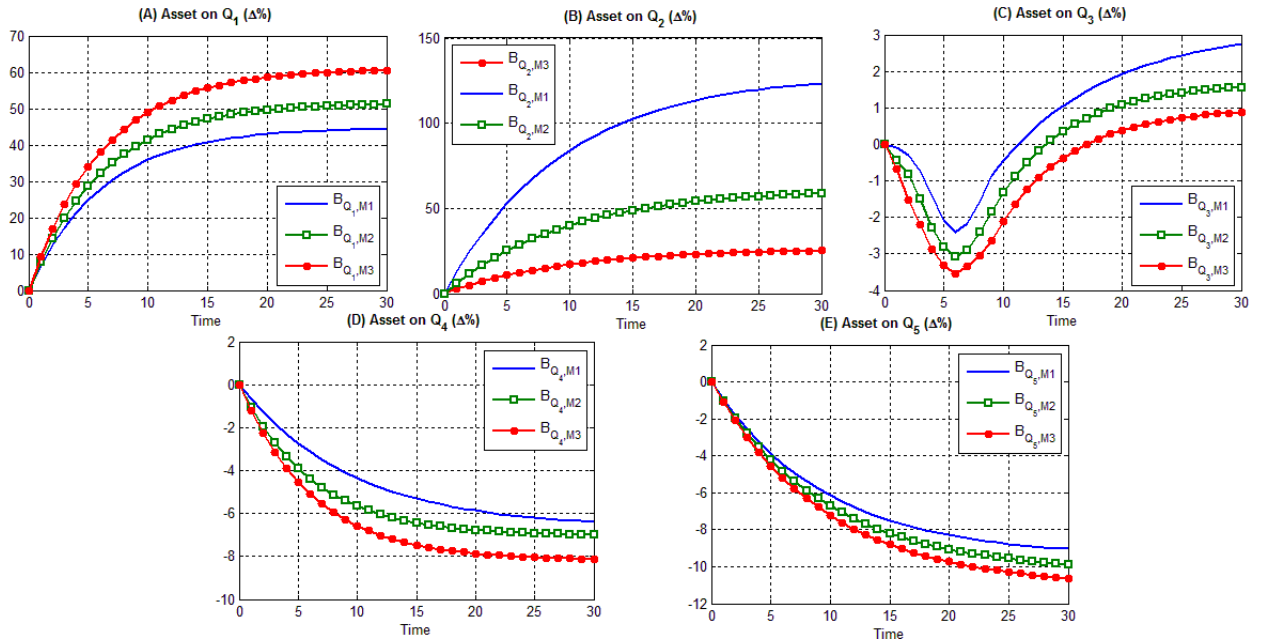 (A) Asset on Q1 (Δ%)
70
60
50
40
30
20
10
0
BQ1,M1
BQ1,M2
BQ1,M3
0 5 10 15 20 25 30
Time
(B) Asset on Q2 (Δ%)
150
100
50
0
BQ2,M3
BQ2,M1
BQ2,M2
0 5 10 15 20 25 30
Time
(C) Asset on Q3 (Δ%)
3
2
1
0
-1
-2
-3
-4
BQ3,M1
BQ3,M2
BQ3,M3
0 5 10 15 20 25 30
Time
(D) Asset on Q4 (Δ%)
2
0
-2
-4
-6
-8
-10
BQ4,M1
BQ4,M2
BQ4,M3
0 5 10 15 20 25 30
Time
(E) Asset on Q5 (Δ%)
2
0
-2
-4
-6
-8
-10
-12
BQ5,M1
BQ5,M2
BQ5,M3
0 5 10 15 20 25 30
Time